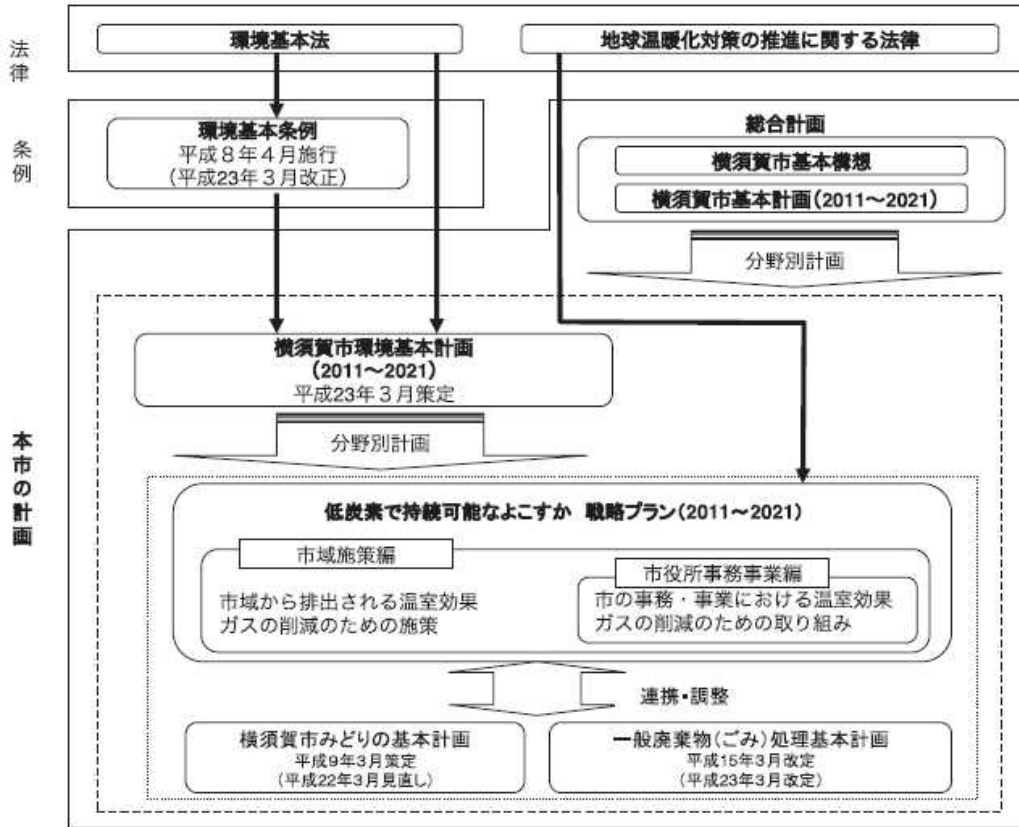 法律
環境基本法
地球温暖化対策の推進に関する法律
条例
環境基本条例
平成8年4月施行
(平成23年3月改正)
総合計画
横須賀市基本構想
横須賀市基本計画(2011～2021)
分野別計画
本市の計画
横須賀市環境基本計画
(2011～2021)
平成23年3月策定
分野別計画
低炭素で持続可能なよこすか 戦略プラン(2011～2021)
市域施策編
市域から排出される温室効果
ガスの削減のための施策
市役所事務事業編
市の事務・事業における温室効果
ガスの削減のための取り組み
連携・調整
横須賀市みどりの基本計画
平成9年3月策定
(平成22年3月見直し)
一般廃棄物(ごみ)処理基本計画
平成15年3月改定
(平成23年3月改定)